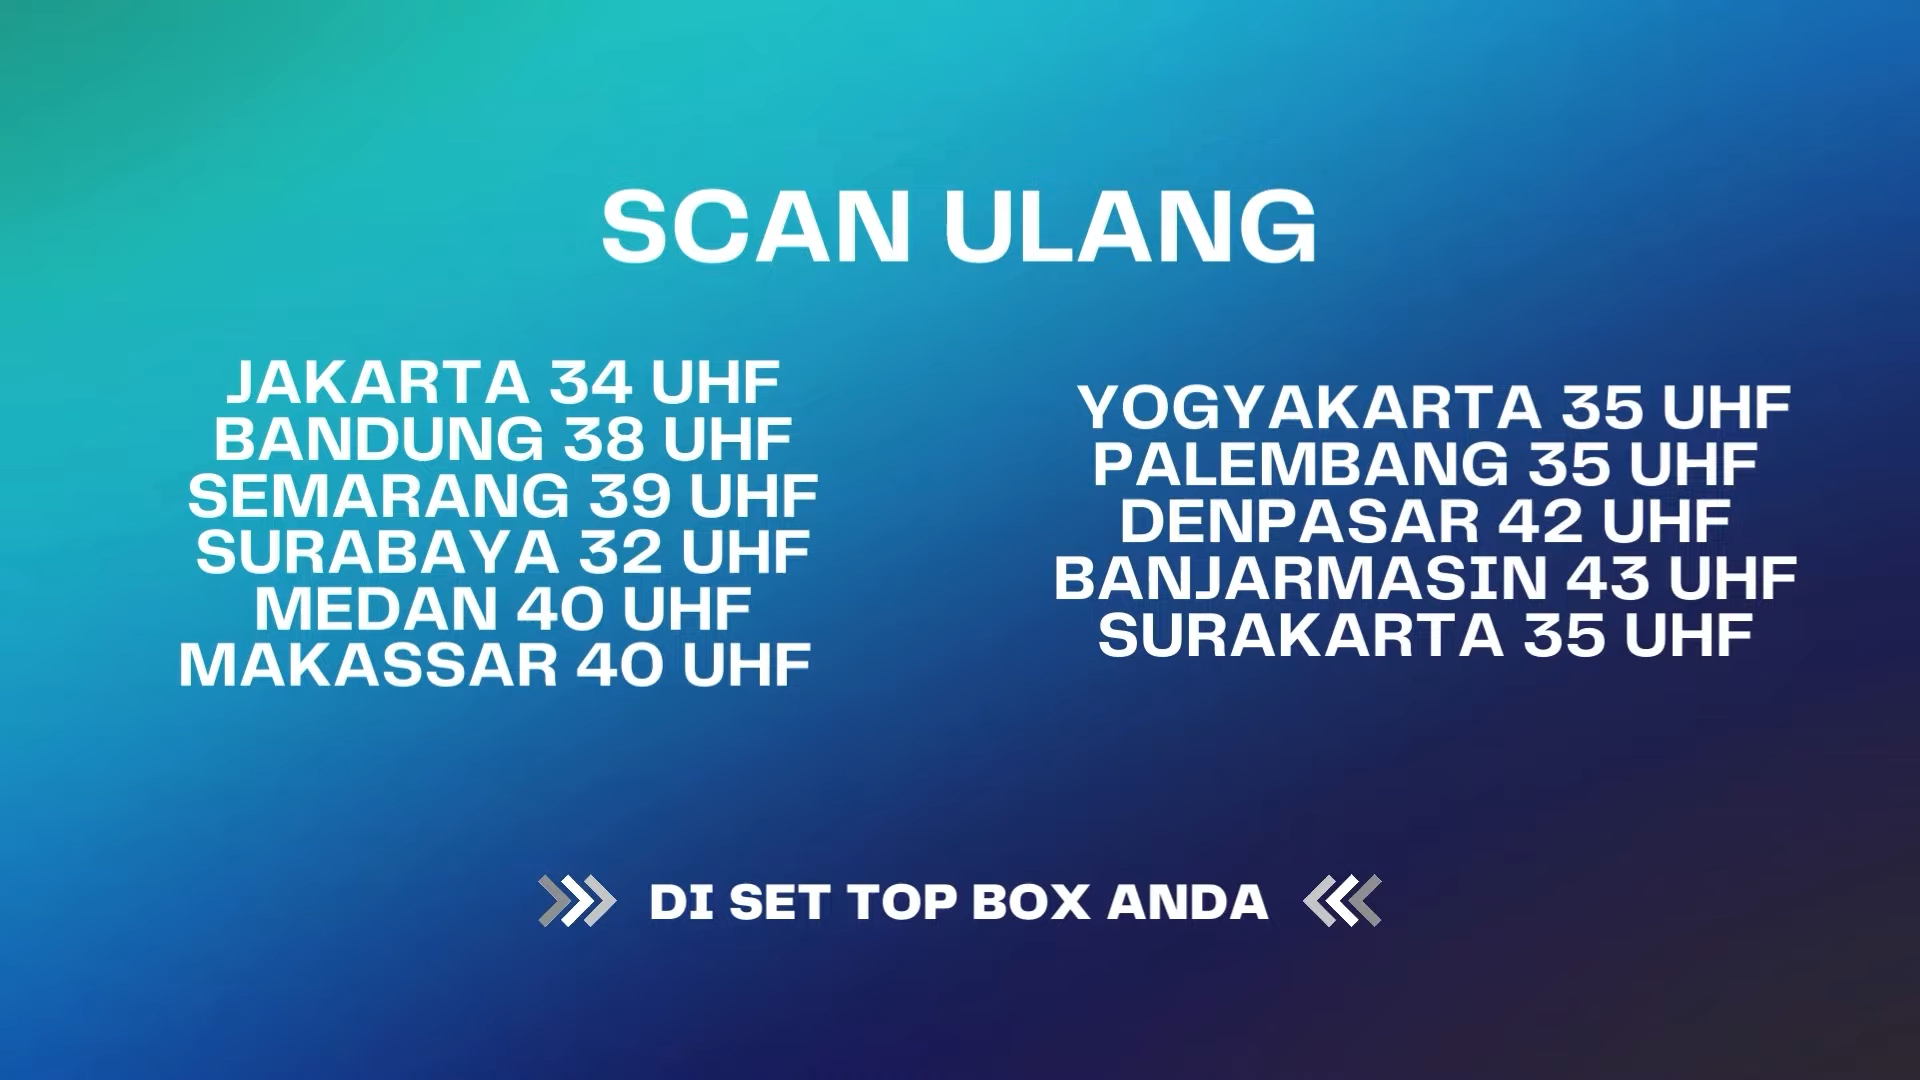 SCAN ULANG
JAKARTA 34 UHF
BANDUNG 38 UHF
SEMARANG 39 UHF
SURABAYA 32 UHF
MEDAN 40 UHF
MAKASSAR 40 UHF
YOGYAKARTA 35 UHF
PALEMBANG 35 UHF
DENPASAR 42 UHF
BANJARMASIN 43 UHF
SURAKARTA 35 UHF
DI SET TOP BOX ANDA